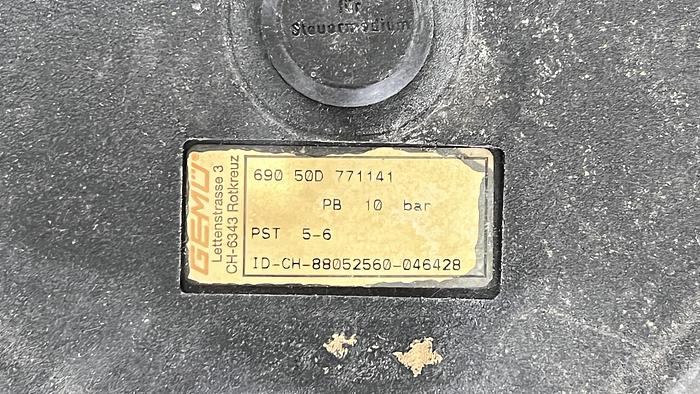 für
Steuermedium
GEMÜ
Lettenstrasse 3
CH-6343 Rotkreuz
690 50D 771141
PB 10 bar
PST 5-6
ID-CH-88052560-046428